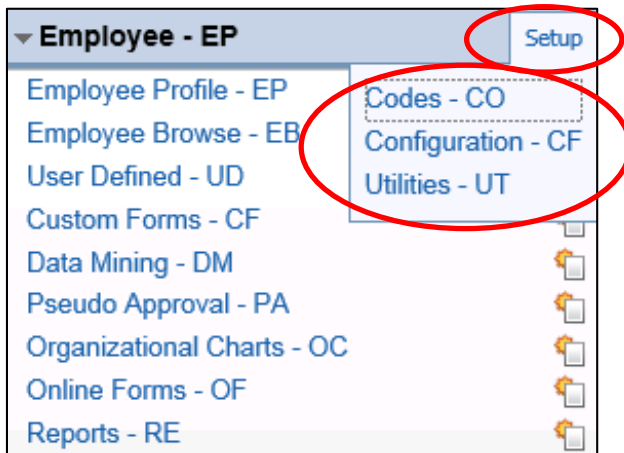 Employee - EP Setup
Employee Profile - EP
Codes - CO
Employee Browse - EB
Configuration - CF
User Defined - UD
Utilities - UT
Custom Forms - CF
Data Mining - DM
Pseudo Approval - PA
Organizational Charts - OC
Online Forms - OF
Reports - RE